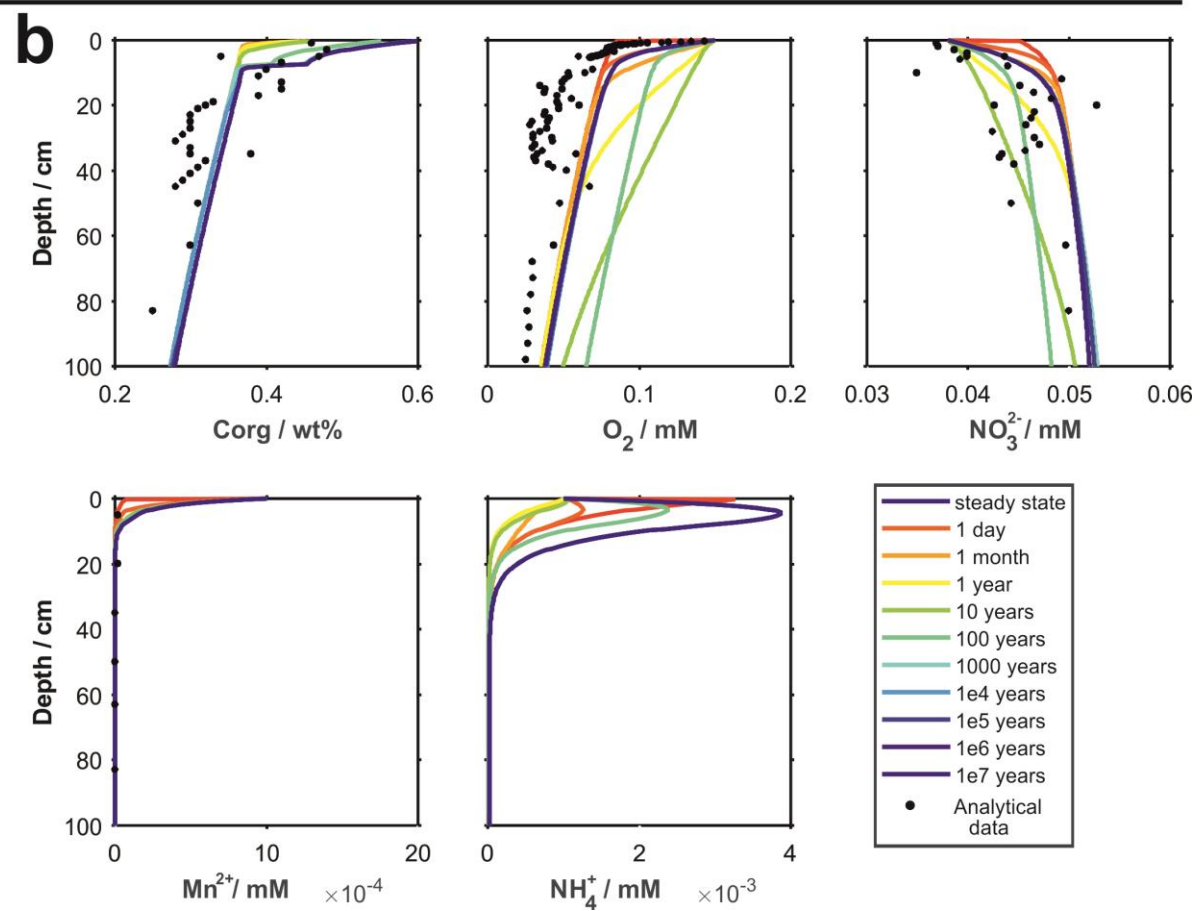 b
0
20
40
60
80
100
Depth / cm
0.2 0.4 0.6
Corg / wt%
0 0.1 0.2
O2 / mM
0.03 0.04 0.05 0.06
NO3 2- / mM
0
20
40
60
80
100
Depth / cm
0 10 20
Mn2+/ mM ×10-4
0 2 4
NH4+ / mM ×10-3
steady state
1 day
1 month
1 year
10 years
100 years
1000 years
1e4 years
1e5 years
1e6 years
1e7 years
Analytical
data